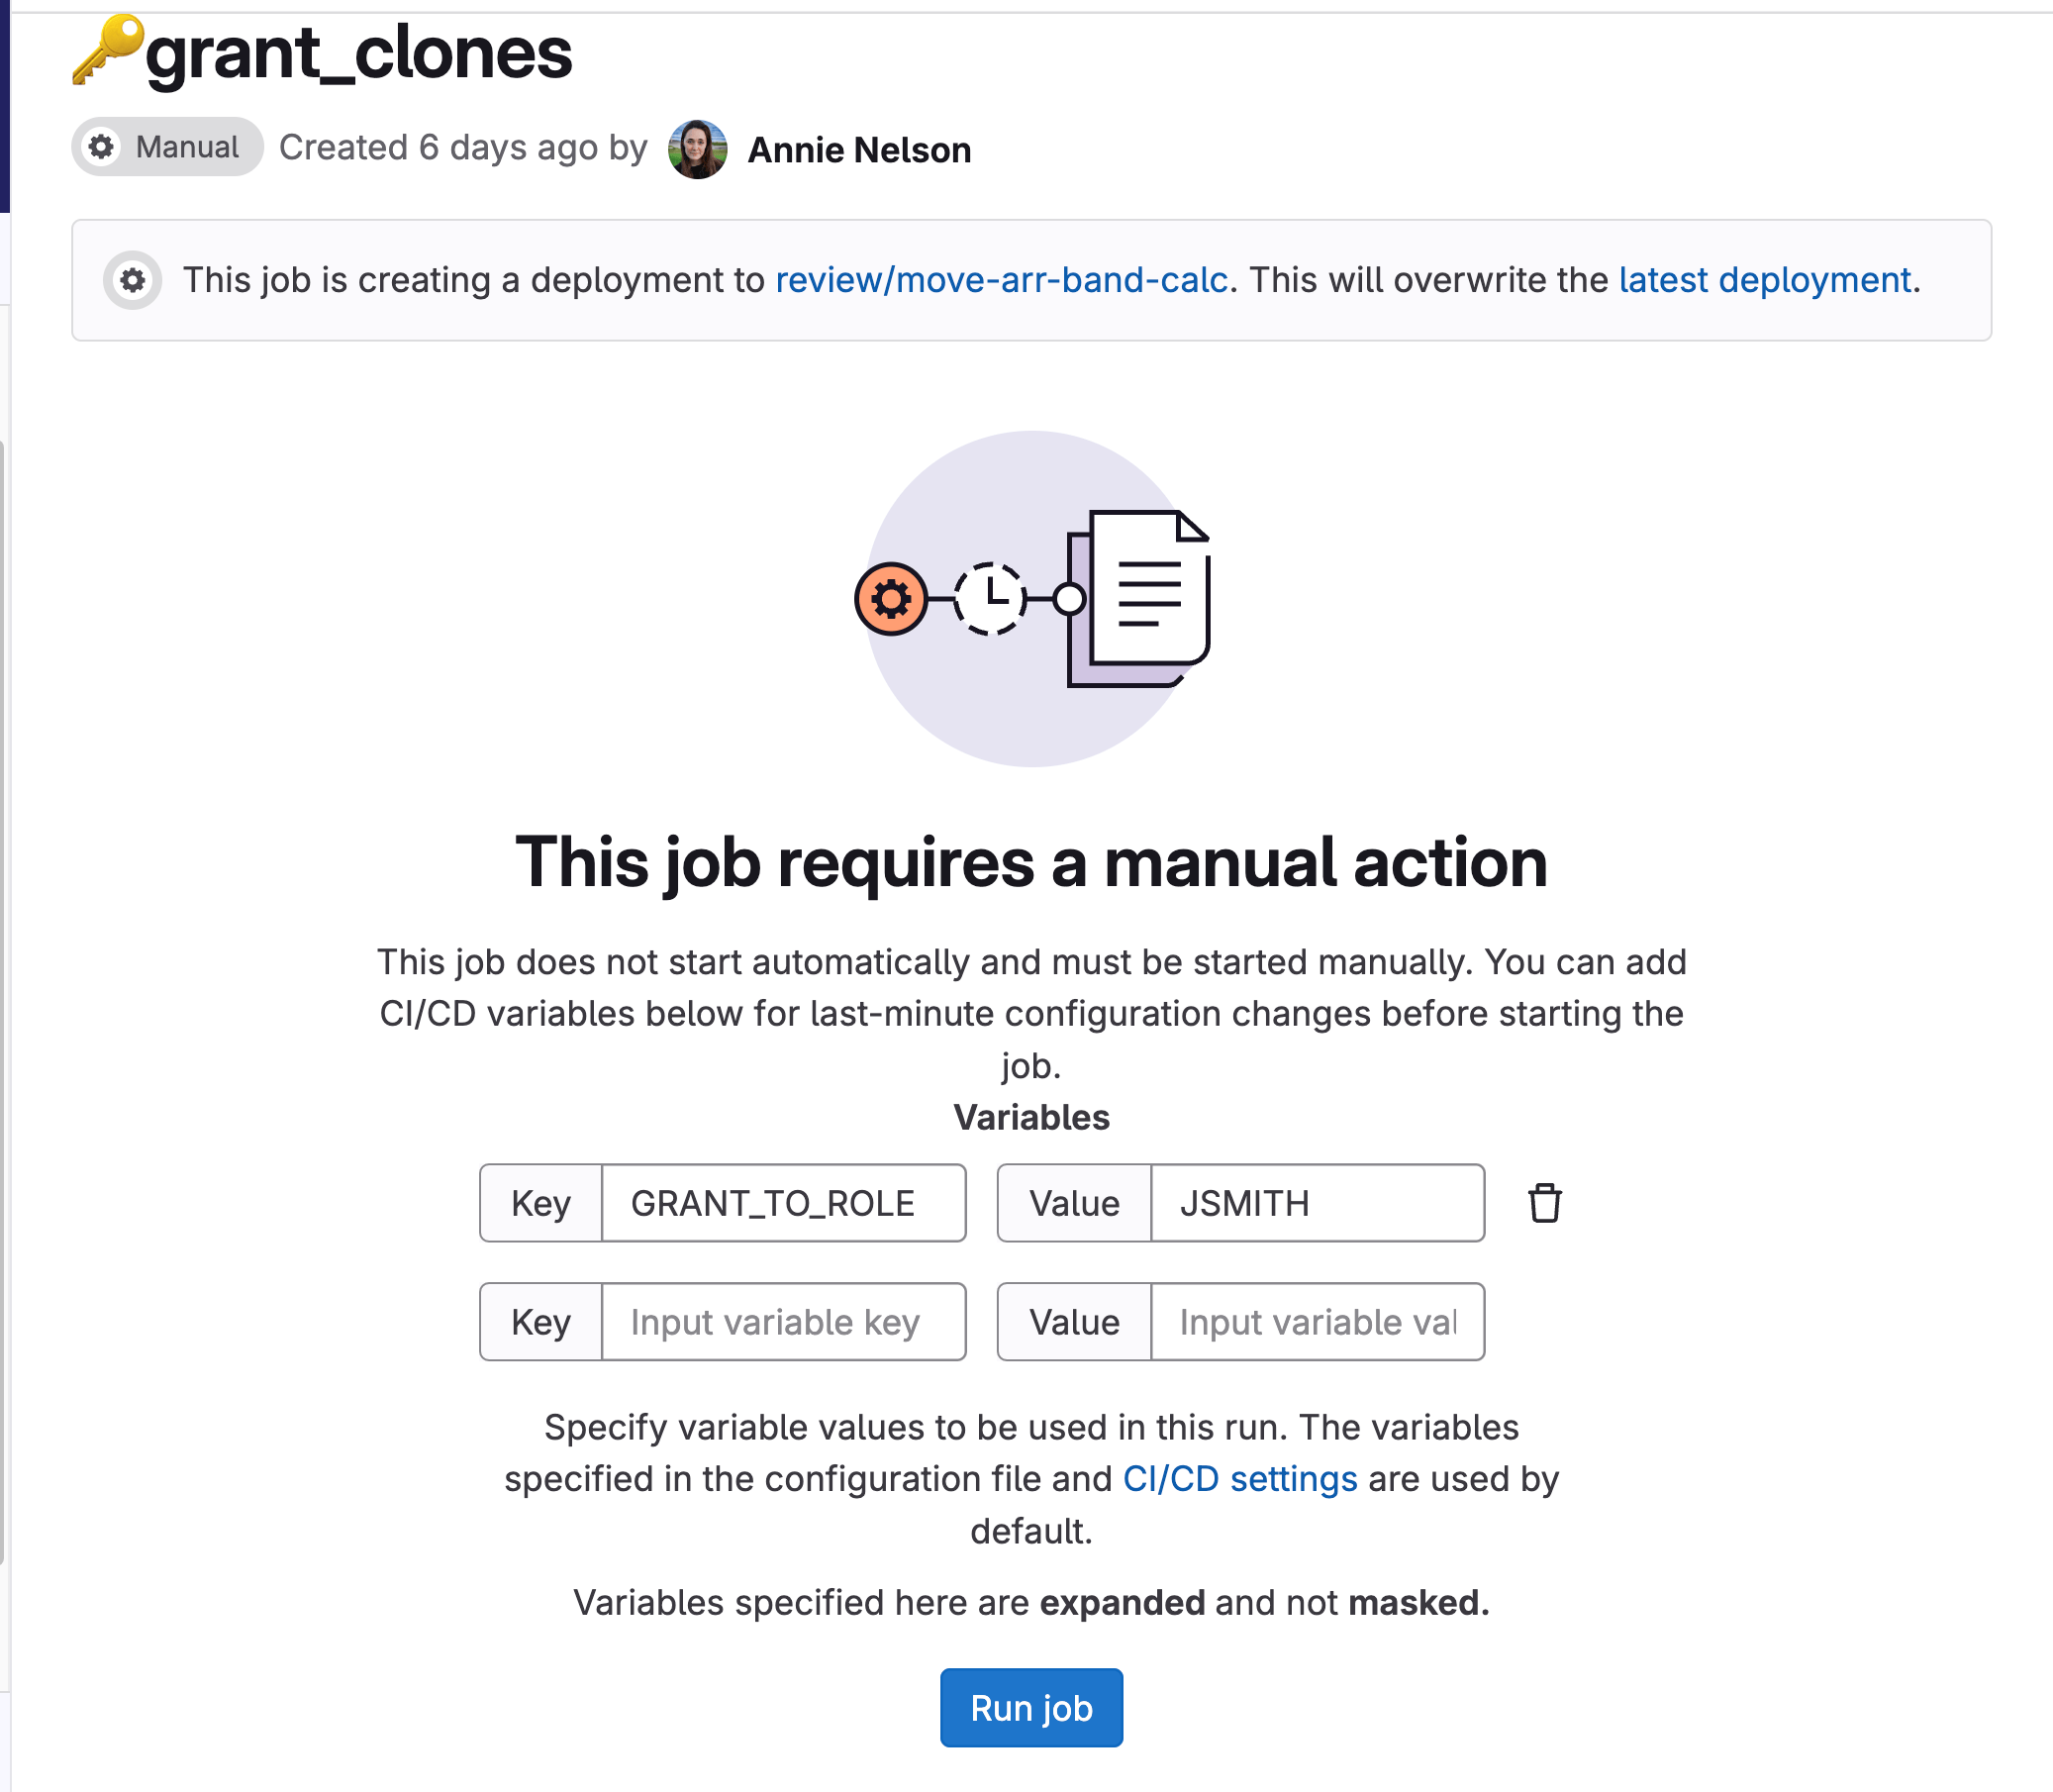 🔑grant_clones
Manual Created 6 days ago by Annie Nelson
This job is creating a deployment to review/move-arr-band-calc. This will overwrite the latest deployment.
This job requires a manual action
This job does not start automatically and must be started manually. You can add
CI/CD variables below for last-minute configuration changes before starting the
job.
Variables
Key GRANT_TO_ROLE Value JSMITH
Key Input variable key Value Input variable val
Specify variable values to be used in this run. The variables
specified in the configuration file and CI/CD settings are used by
default.
Variables specified here are expanded and not masked.
Run job